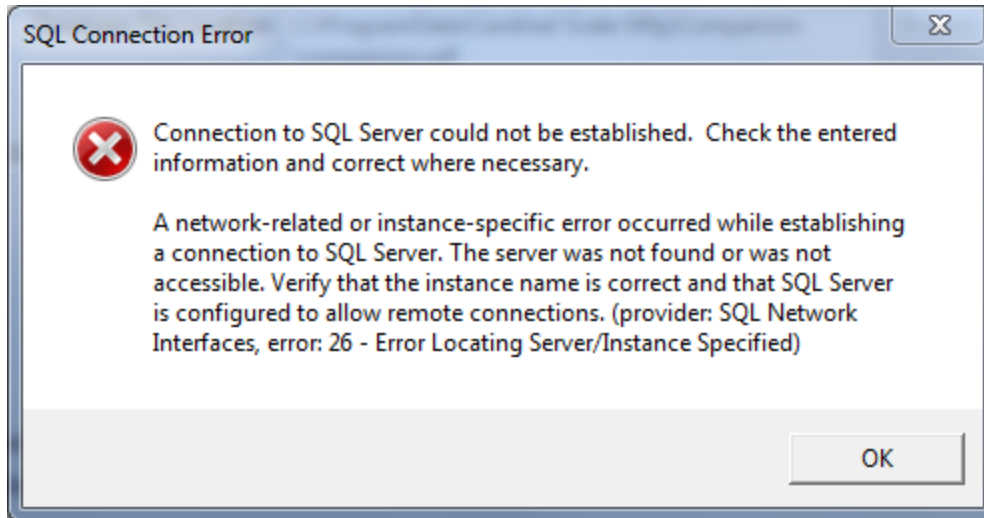 SQL Connection Error
Connection to SQL Server could not be established.  Check the entered
information and correct where necessary.
A network-related or instance-specific error occurred while establishing
a connection to SQL Server. The server was not found or was not
accessible. Verify that the instance name is correct and that SQL Server
is configured to allow remote connections. (provider: SQL Network
Interfaces, error: 26 - Error Locating Server/Instance Specified)
OK